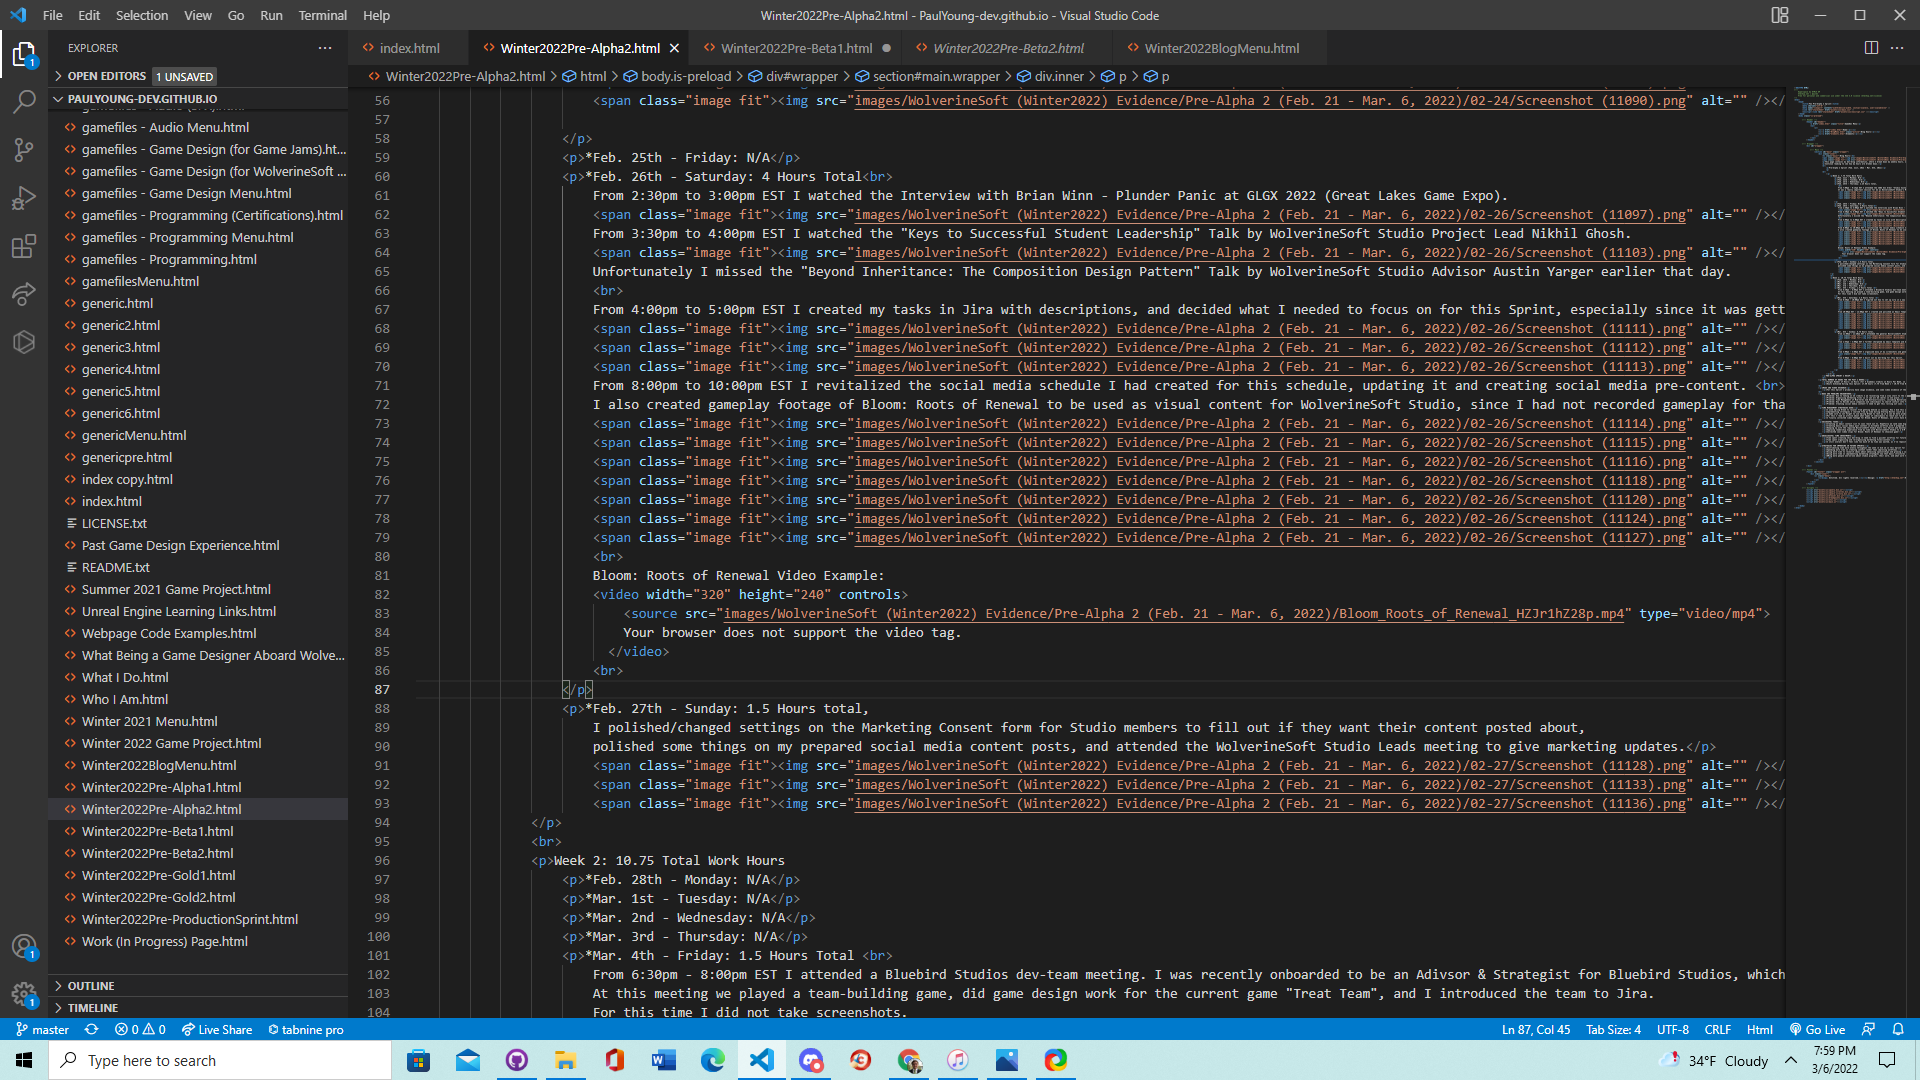 File Edit Selection View Go Run Terminal Help
Winter2022Pre-Alpha2.html - PaulYoung-dev.github.io - Visual Studio Code
EXPLORER
OPEN EDITORS 1 UNSAVED
PAULYOUNG-DEV.GITHUB.IO
gamefiles - Audio Menu.html
gamefiles - Game Design (for Game Jams).ht...
gamefiles - Game Design (for WolverineSoft ...
gamefiles - Game Design Menu.html
gamefiles - Programming (Certifications).html
gamefiles - Programming Menu.html
gamefiles - Programming.html
gamefilesMenu.html
generic.html
generic2.html
generic3.html
generic4.html
generic5.html
generic6.html
genericMenu.html
genericpre.html
index copy.html
index.html
LICENSE.txt
Past Game Design Experience.html
README.txt
Summer 2021 Game Project.html
Unreal Engine Learning Links.html
Webpage Code Examples.html
What Being a Game Designer Aboard Wolve...
What I Do.html
Who I Am.html
Winter 2021 Menu.html
Winter 2022 Game Project.html
Winter2022BlogMenu.html
Winter2022Pre-Alpha1.html
Winter2022Pre-Alpha2.html
Winter2022Pre-Beta1.html
Winter2022Pre-Beta2.html
Winter2022Pre-Gold1.html
Winter2022Pre-Gold2.html
Winter2022Pre-ProductionSprint.html
Work (In Progress) Page.html
OUTLINE
TIMELINE
index.html Winter2022Pre-Alpha2.html Winter2022Pre-Beta1.html Winter2022Pre-Beta2.html Winter2022BlogMenu.html
Winter2022Pre-Alpha2.html > html > body.is-preload > div#wrapper > section#main.wrapper > div.inner > p > p
56 <span class="image fit"><img src="images/WolverineSoft (Winter2022) Evidence/Pre-Alpha 2 (Feb. 21 - Mar. 6, 2022)/02-24/Screenshot (11090).png" alt="" /></
57
58 </p>
59 <p>*Feb. 25th - Friday: N/A</p>
60 <p>*Feb. 26th - Saturday: 4 Hours Total<br>
61 From 2:30pm to 3:00pm EST I watched the Interview with Brian Winn - Plunder Panic at GLGX 2022 (Great Lakes Game Expo).
62 <span class="image fit"><img src="images/WolverineSoft (Winter2022) Evidence/Pre-Alpha 2 (Feb. 21 - Mar. 6, 2022)/02-26/Screenshot (11097).png" alt="" /></
63 From 3:30pm to 4:00pm EST I watched the "Keys to Successful Student Leadership" Talk by WolverineSoft Studio Project Lead Nikhil Ghosh.
64 <span class="image fit"><img src="images/WolverineSoft (Winter2022) Evidence/Pre-Alpha 2 (Feb. 21 - Mar. 6, 2022)/02-26/Screenshot (11103).png" alt="" /></
65 Unfortunately I missed the "Beyond Inheritance: The Composition Design Pattern" Talk by WolverineSoft Studio Advisor Austin Yarger earlier that day.
66 <br>
67 From 4:00pm to 5:00pm EST I created my tasks in Jira with descriptions, and decided what I needed to focus on for this Sprint, especially since it was gett
68 <span class="image fit"><img src="images/WolverineSoft (Winter2022) Evidence/Pre-Alpha 2 (Feb. 21 - Mar. 6, 2022)/02-26/Screenshot (11111).png" alt="" /></
69 <span class="image fit"><img src="images/WolverineSoft (Winter2022) Evidence/Pre-Alpha 2 (Feb. 21 - Mar. 6, 2022)/02-26/Screenshot (11112).png" alt="" /></
70 <span class="image fit"><img src="images/WolverineSoft (Winter2022) Evidence/Pre-Alpha 2 (Feb. 21 - Mar. 6, 2022)/02-26/Screenshot (11113).png" alt="" /></
71 From 8:00pm to 10:00pm EST I revitalized the social media schedule I had created for this schedule, updating it and creating social media pre-content. <br>
72 I also created gameplay footage of Bloom: Roots of Renewal to be used as visual content for WolverineSoft Studio, since I had not recorded gameplay for tha
73 <span class="image fit"><img src="images/WolverineSoft (Winter2022) Evidence/Pre-Alpha 2 (Feb. 21 - Mar. 6, 2022)/02-26/Screenshot (11114).png" alt="" /></
74 <span class="image fit"><img src="images/WolverineSoft (Winter2022) Evidence/Pre-Alpha 2 (Feb. 21 - Mar. 6, 2022)/02-26/Screenshot (11115).png" alt="" /></
75 <span class="image fit"><img src="images/WolverineSoft (Winter2022) Evidence/Pre-Alpha 2 (Feb. 21 - Mar. 6, 2022)/02-26/Screenshot (11116).png" alt="" /></
76 <span class="image fit"><img src="images/WolverineSoft (Winter2022) Evidence/Pre-Alpha 2 (Feb. 21 - Mar. 6, 2022)/02-26/Screenshot (11118).png" alt="" /></
77 <span class="image fit"><img src="images/WolverineSoft (Winter2022) Evidence/Pre-Alpha 2 (Feb. 21 - Mar. 6, 2022)/02-26/Screenshot (11120).png" alt="" /></
78 <span class="image fit"><img src="images/WolverineSoft (Winter2022) Evidence/Pre-Alpha 2 (Feb. 21 - Mar. 6, 2022)/02-26/Screenshot (11124).png" alt="" /></
79 <span class="image fit"><img src="images/WolverineSoft (Winter2022) Evidence/Pre-Alpha 2 (Feb. 21 - Mar. 6, 2022)/02-26/Screenshot (11127).png" alt="" /></
80 <br>
81 Bloom: Roots of Renewal Video Example:
82 <video width="320" height="240" controls>
83 <source src="images/WolverineSoft (Winter2022) Evidence/Pre-Alpha 2 (Feb. 21 - Mar. 6, 2022)/Bloom_Roots_of_Renewal_HZJr1hZ28p.mp4" type="video/mp4">
84 Your browser does not support the video tag.
85 </video>
86 <br>
87 </p>
88 <p>*Feb. 27th - Sunday: 1.5 Hours total,
89 I polished/changed settings on the Marketing Consent form for Studio members to fill out if they want their content posted about,
90 polished some things on my prepared social media content posts, and attended the WolverineSoft Studio Leads meeting to give marketing updates.</p>
91 <span class="image fit"><img src="images/WolverineSoft (Winter2022) Evidence/Pre-Alpha 2 (Feb. 21 - Mar. 6, 2022)/02-27/Screenshot (11128).png" alt="" /></
92 <span class="image fit"><img src="images/WolverineSoft (Winter2022) Evidence/Pre-Alpha 2 (Feb. 21 - Mar. 6, 2022)/02-27/Screenshot (11133).png" alt="" /></
93 <span class="image fit"><img src="images/WolverineSoft (Winter2022) Evidence/Pre-Alpha 2 (Feb. 21 - Mar. 6, 2022)/02-27/Screenshot (11136).png" alt="" /></
94 </p>
95 <br>
96 <p>Week 2: 10.75 Total Work Hours
97 <p>*Feb. 28th - Monday: N/A</p>
98 <p>*Mar. 1st - Tuesday: N/A</p>
99 <p>*Mar. 2nd - Wednesday: N/A</p>
100 <p>*Mar. 3rd - Thursday: N/A</p>
101 <p>*Mar. 4th - Friday: 1.5 Hours Total <br>
102 From 6:30pm - 8:00pm EST I attended a Bluebird Studios dev-team meeting. I was recently onboarded to be an Adivsor & Strategist for Bluebird Studios, which
103 At this meeting we played a team-building game, did game design work for the current game "Treat Team", and I introduced the team to Jira.
104 For this time I did not take screenshots.
master 0 0 Live Share tabnine pro Ln 87, Col 45 Tab Size: 4 UTF-8 CRLF Html Go Live
Type here to search
34°F Cloudy
7:59 PM
3/6/2022